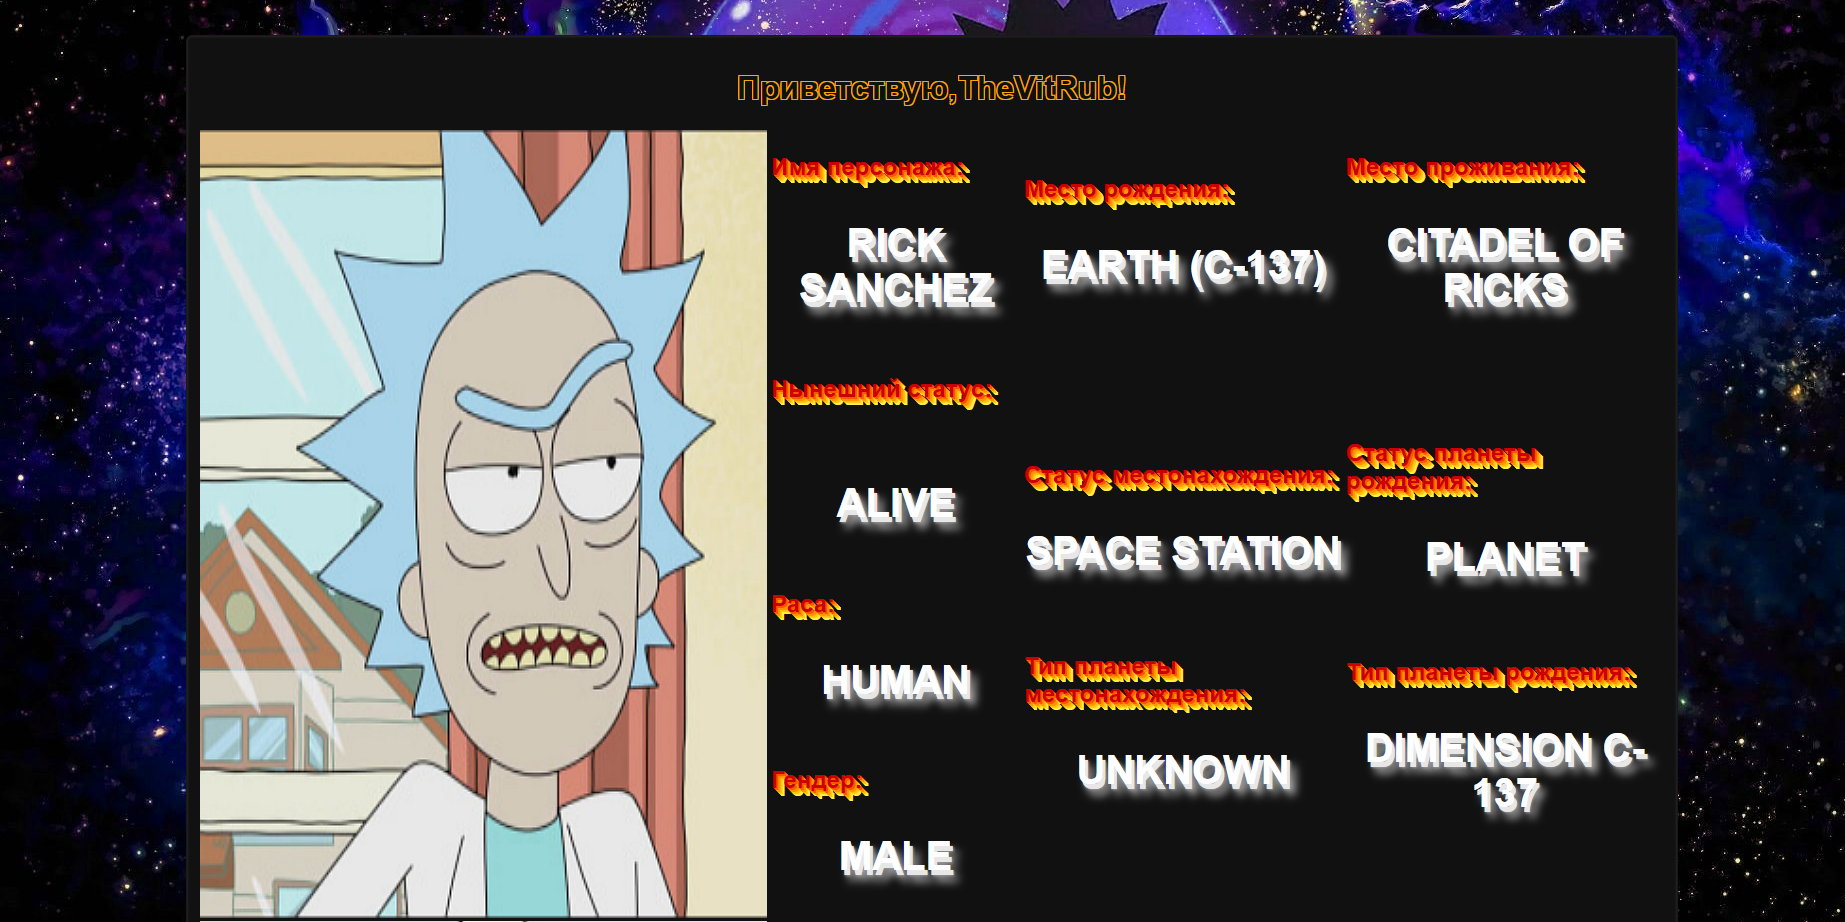 Приветствую,TheVitRub!
Имя персонажа:
RICK
SANCHEZ
Нынешний статус:
ALIVE
Раса:
HUMAN
Гендер:
MALE
Место рождения:
EARTH (C-137)
Статус местонахождения:
SPACE STATION
Тип планеты
местонахождения:
UNKNOWN
Место проживания:
CITADEL OF
RICKS
Статус планеты
рождения:
PLANET
Тип планеты рождения:
DIMENSION C-
137